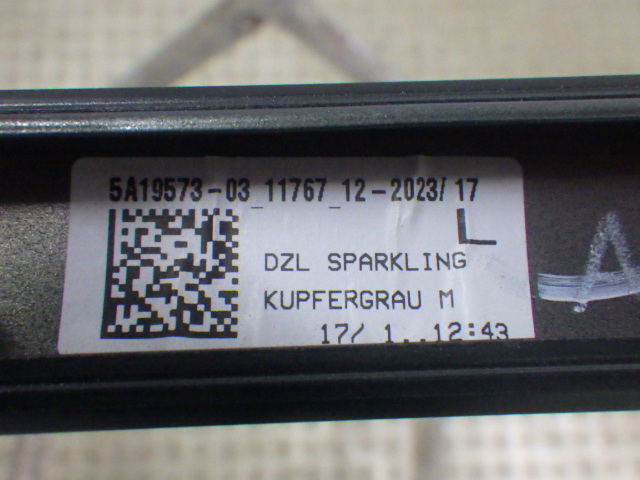 5A19573-03_11767_12-2023/17
L
DZL SPARKLING
KUPFERGRAU M
17/ 1..12:43
A